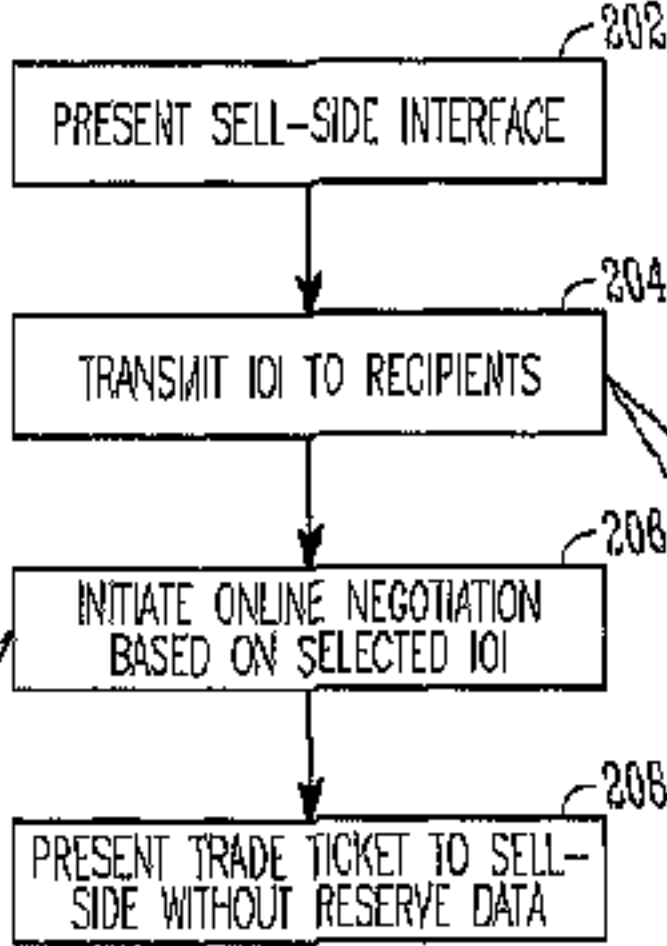 202
PRESENT SELL-SIDE INTERFACE
204
TRANSMIT IOI TO RECIPIENTS
206
INITIATE ONLINE NEGOTIATION
BASED ON SELECTED IOI
208
PRESENT TRADE TICKET TO SELL-
SIDE WITHOUT RESERVE DATA